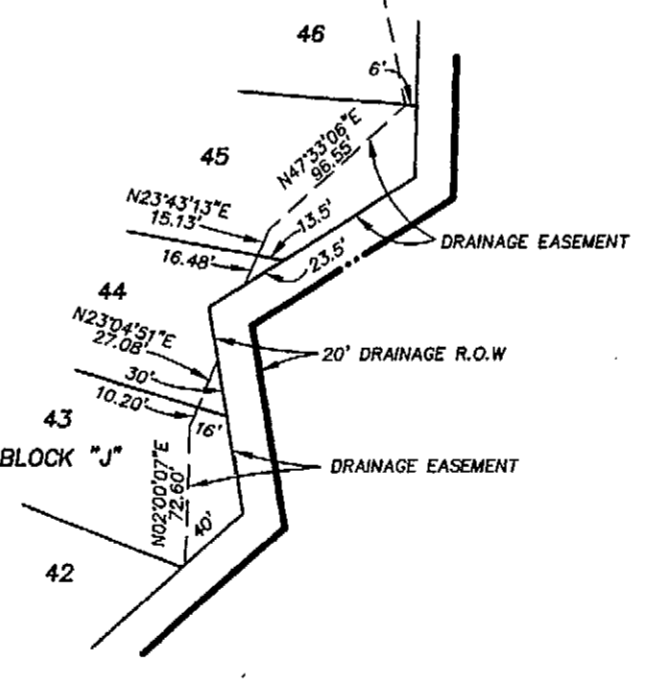 46
6'
N47°33'06"E
96.55'
45
N23°43'13"E
15.13'
13.5'
16.48'
23.5'
DRAINAGE EASEMENT
44
N23°04'51"E
27.08'
20' DRAINAGE R.O.W
30'
10.20'
43
16'
BLOCK "J"
DRAINAGE EASEMENT
N02°00'07"E
72.60'
40'
42